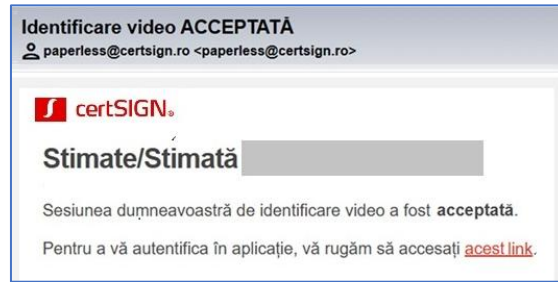 Identificare video ACCEPTATĂ
paperless@certsign.ro <paperless@certsign.ro>
certSIGN®
Stimate/Stimată
Sesiunea dumneavoastră de identificare video a fost acceptată.
Pentru a vă autentifica în aplicație, vă rugăm să accesați acest link.